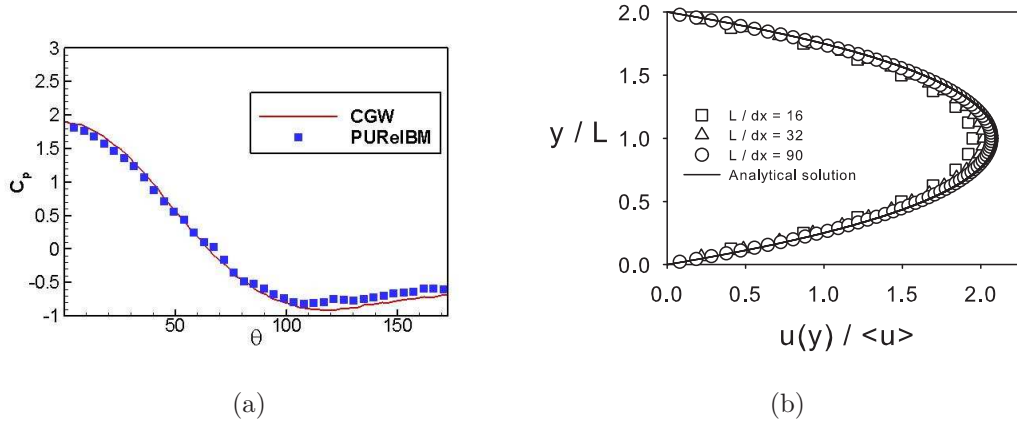 3
2.5
2
1.5
1
0.5
0
-0.5
-1
C_p
50
100
150
θ
CGW
PUReIBM
(a)
2.0
1.5
1.0
0.5
0.0
y / L
L / dx = 16
L / dx = 32
L / dx = 90
Analytical solution
0.0 0.5 1.0 1.5 2.0
u(y) / <u>
(b)